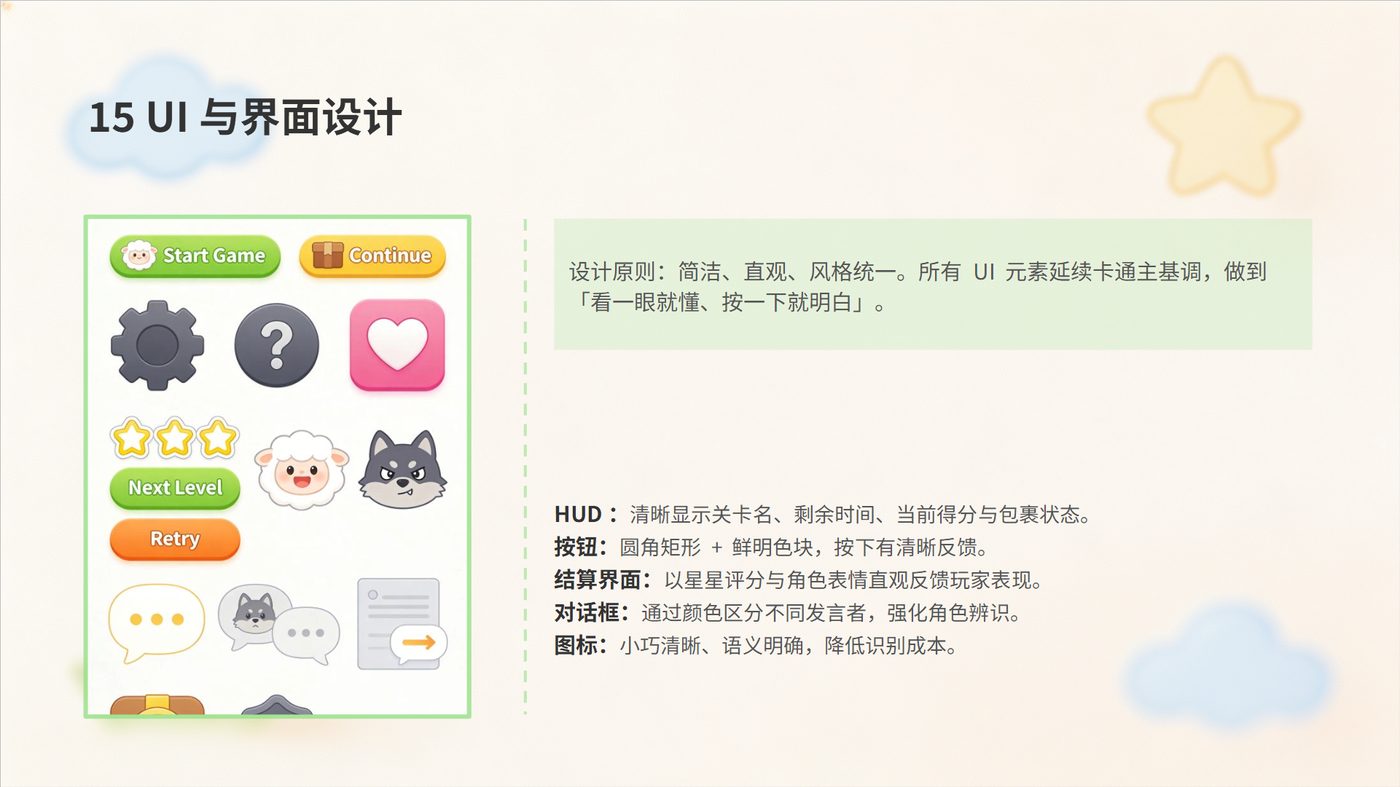 15 UI 与界面设计
Start Game
Continue
?
Next Level
Retry
设计原则：简洁、直观、风格统一。所有 UI 元素延续卡通主基调，做到
「看一眼就懂、按一下就明白」。
HUD ：清晰显示关卡名、剩余时间、当前得分与包裹状态。
按钮：圆角矩形 + 鲜明色块，按下有清晰反馈。
结算界面：以星星评分与角色表情直观反馈玩家表现。
对话框：通过颜色区分不同发言者，强化角色辨识。
图标：小巧清晰、语义明确，降低识别成本。